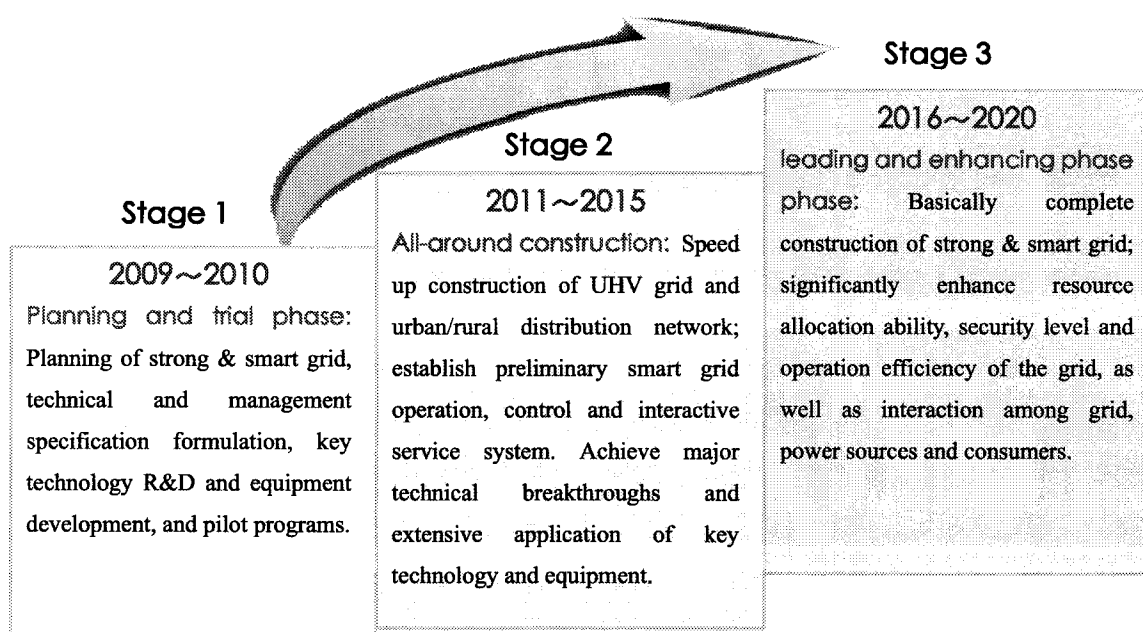 Stage 1
2009～2010
Planning and trial phase:
Planning of strong & smart grid,
technical and management
specification formulation, key
technology R&D and equipment
development, and pilot programs.
Stage 2
2011～2015
All-around construction: Speed
up construction of UHV grid and
urban/rural distribution network;
establish preliminary smart grid
operation, control and interactive
service system. Achieve major
technical breakthroughs and
extensive application of key
technology and equipment.
Stage 3
2016～2020
leading and enhancing phase
phase: Basically complete
construction of strong & smart grid;
significantly enhance resource
allocation ability, security level and
operation efficiency of the grid, as
well as interaction among grid,
power sources and consumers.